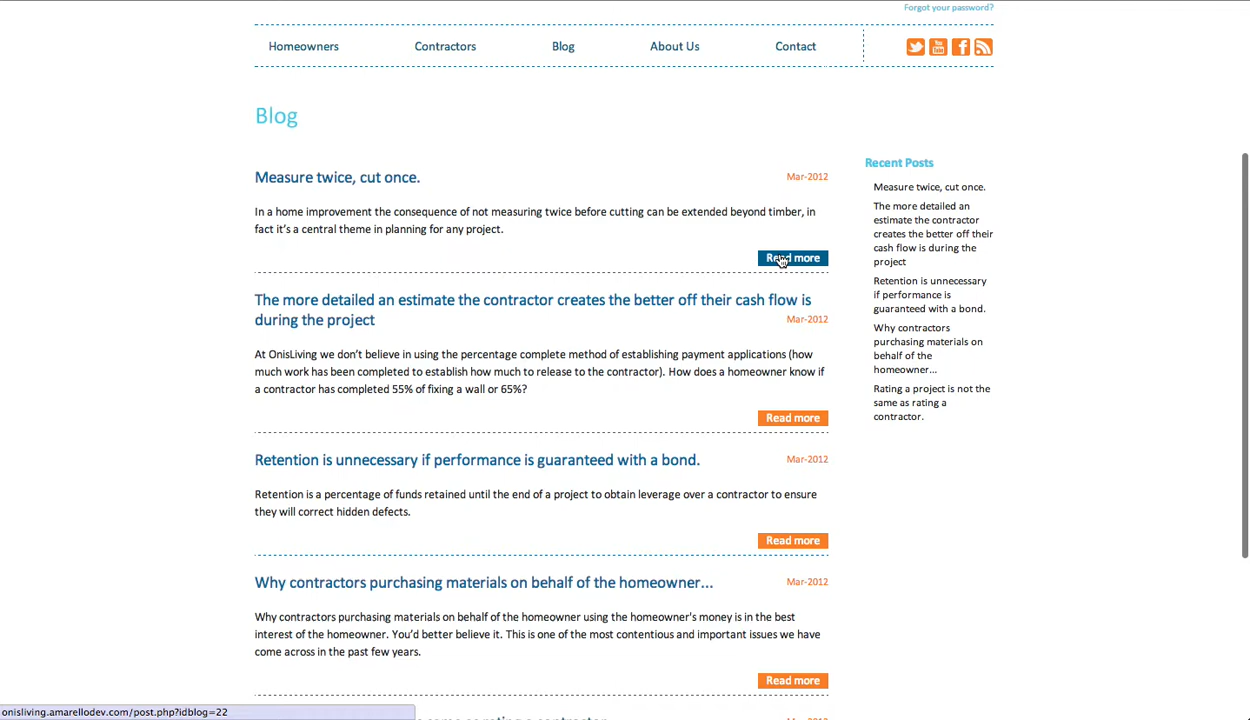 Forgot your password?
Homeowners Contractors Blog About Us Contact
You Tube
Blog
Measure twice, cut once.
Mar-2012
In a home improvement the consequence of not measuring twice before cutting can be extended beyond timber, in
fact it's a central theme in planning for any project.
Read more
The more detailed an estimate the contractor creates the better off their cash flow is
during the project
Mar-2012
At OnisLiving we don't believe in using the percentage complete method of establishing payment applications (how
much work has been completed to establish how much to release to the contractor). How does a homeowner know if
a contractor has completed 55% of fixing a wall or 65%?
Read more
Retention is unnecessary if performance is guaranteed with a bond.
Mar-2012
Retention is a percentage of funds retained until the end of a project to obtain leverage over a contractor to ensure
they will correct hidden defects.
Read more
Why contractors purchasing materials on behalf of the homeowner...
Mar-2012
Why contractors purchasing materials on behalf of the homeowner using the homeowner's money is in the best
interest of the homeowner. You'd better believe it. This is one of the most contentious and important issues we have
come across in the past few years.
Read more
Recent Posts
Measure twice, cut once.
The more detailed an
estimate the contractor
creates the better off their
cash flow is during the
project
Retention is unnecessary
if performance is
guaranteed with a bond.
Why contractors
purchasing materials on
behalf of the
homeowner...
Rating a project is not the
same as rating a
contractor.
onisliving.amarellodev.com/post.php?idblog=22